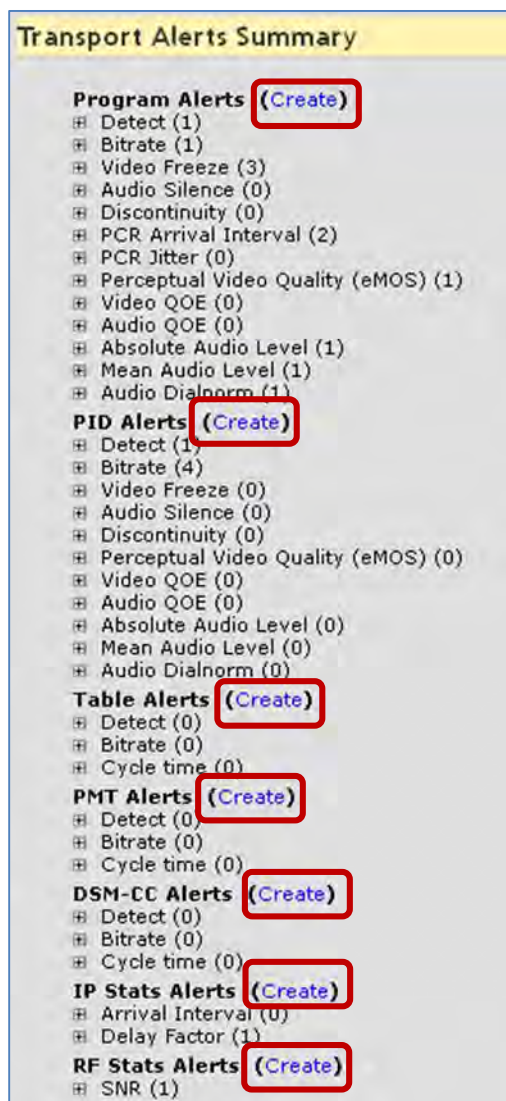 Transport Alerts Summary
Program Alerts (Create)
Detect (1)
Bitrate (1)
Video Freeze (3)
Audio Silence (0)
Discontinuity (0)
PCR Arrival Interval (2)
PCR Jitter (0)
Perceptual Video Quality (eMOS) (1)
Video QOE (0)
Audio QOE (0)
Absolute Audio Level (1)
Mean Audio Level (1)
Audio Dialnorm (1)
PID Alerts (Create)
Detect (1)
Bitrate (4)
Video Freeze (0)
Audio Silence (0)
Discontinuity (0)
Perceptual Video Quality (eMOS) (0)
Video QOE (0)
Audio QOE (0)
Absolute Audio Level (0)
Mean Audio Level (0)
Audio Dialnorm (0)
Table Alerts (Create)
Detect (0)
Bitrate (0)
Cycle time (0)
PMT Alerts (Create)
Detect (0)
Bitrate (0)
Cycle time (0)
DSM-CC Alerts (Create)
Detect (0)
Bitrate (0)
Cycle time (0)
IP Stats Alerts (Create)
Arrival Interval (0)
Delay Factor (1)
RF Stats Alerts (Create)
SNR (1)